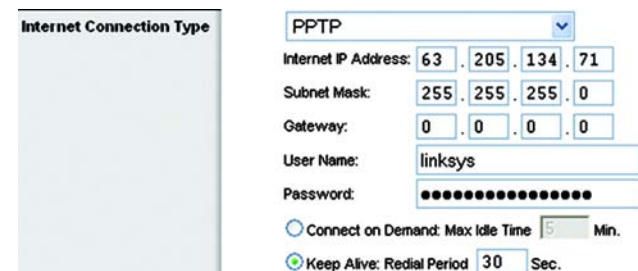 Internet Connection Type
PPTP
Internet IP Address: 63 . 205 . 134 . 71
Subnet Mask: 255 . 255 . 255 . 0
Gateway: 0 . 0 . 0 . 0
User Name: linksys
Password: ●●●●●●●●●●●●●●●●
Connect on Demand: Max Idle Time 5 Min.
Keep Alive: Redial Period 30 Sec.